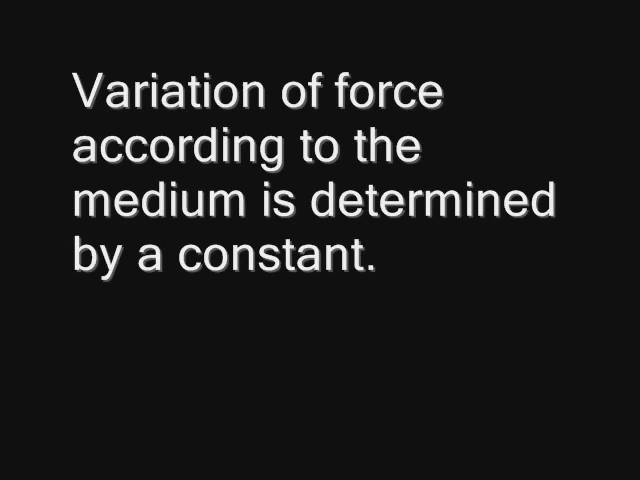 Variation of force
according to the
medium is determined
by a constant.